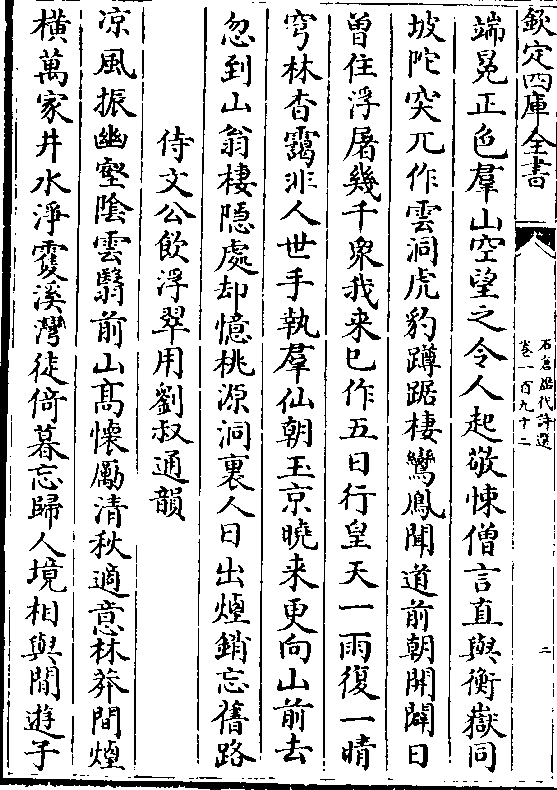 欽定四庫全書
石倉歷代詩選
卷一百九十二
二
端冕正色羣山空望之令人起敬悚僧言直與衡嶽同
坡陀突兀作雲洞虎豹蹲踞棲鸞鳳聞道前朝開闢日
曾住浮屠幾千衆我来已作五日行皇天一雨復一晴
穹林杳靄非人世手執羣仙朝玉京曉来更向山前去
忽到山翁棲隐處却憶桃源洞裏人日出煙銷忘舊路
侍文公飲浮翠用劉叔通韻
凉風振幽壑陰雲翳前山髙懷勵清秋適意林莽間煙
横萬家井水淨雙溪灣徒倚暮忘歸人境相與閒遊子